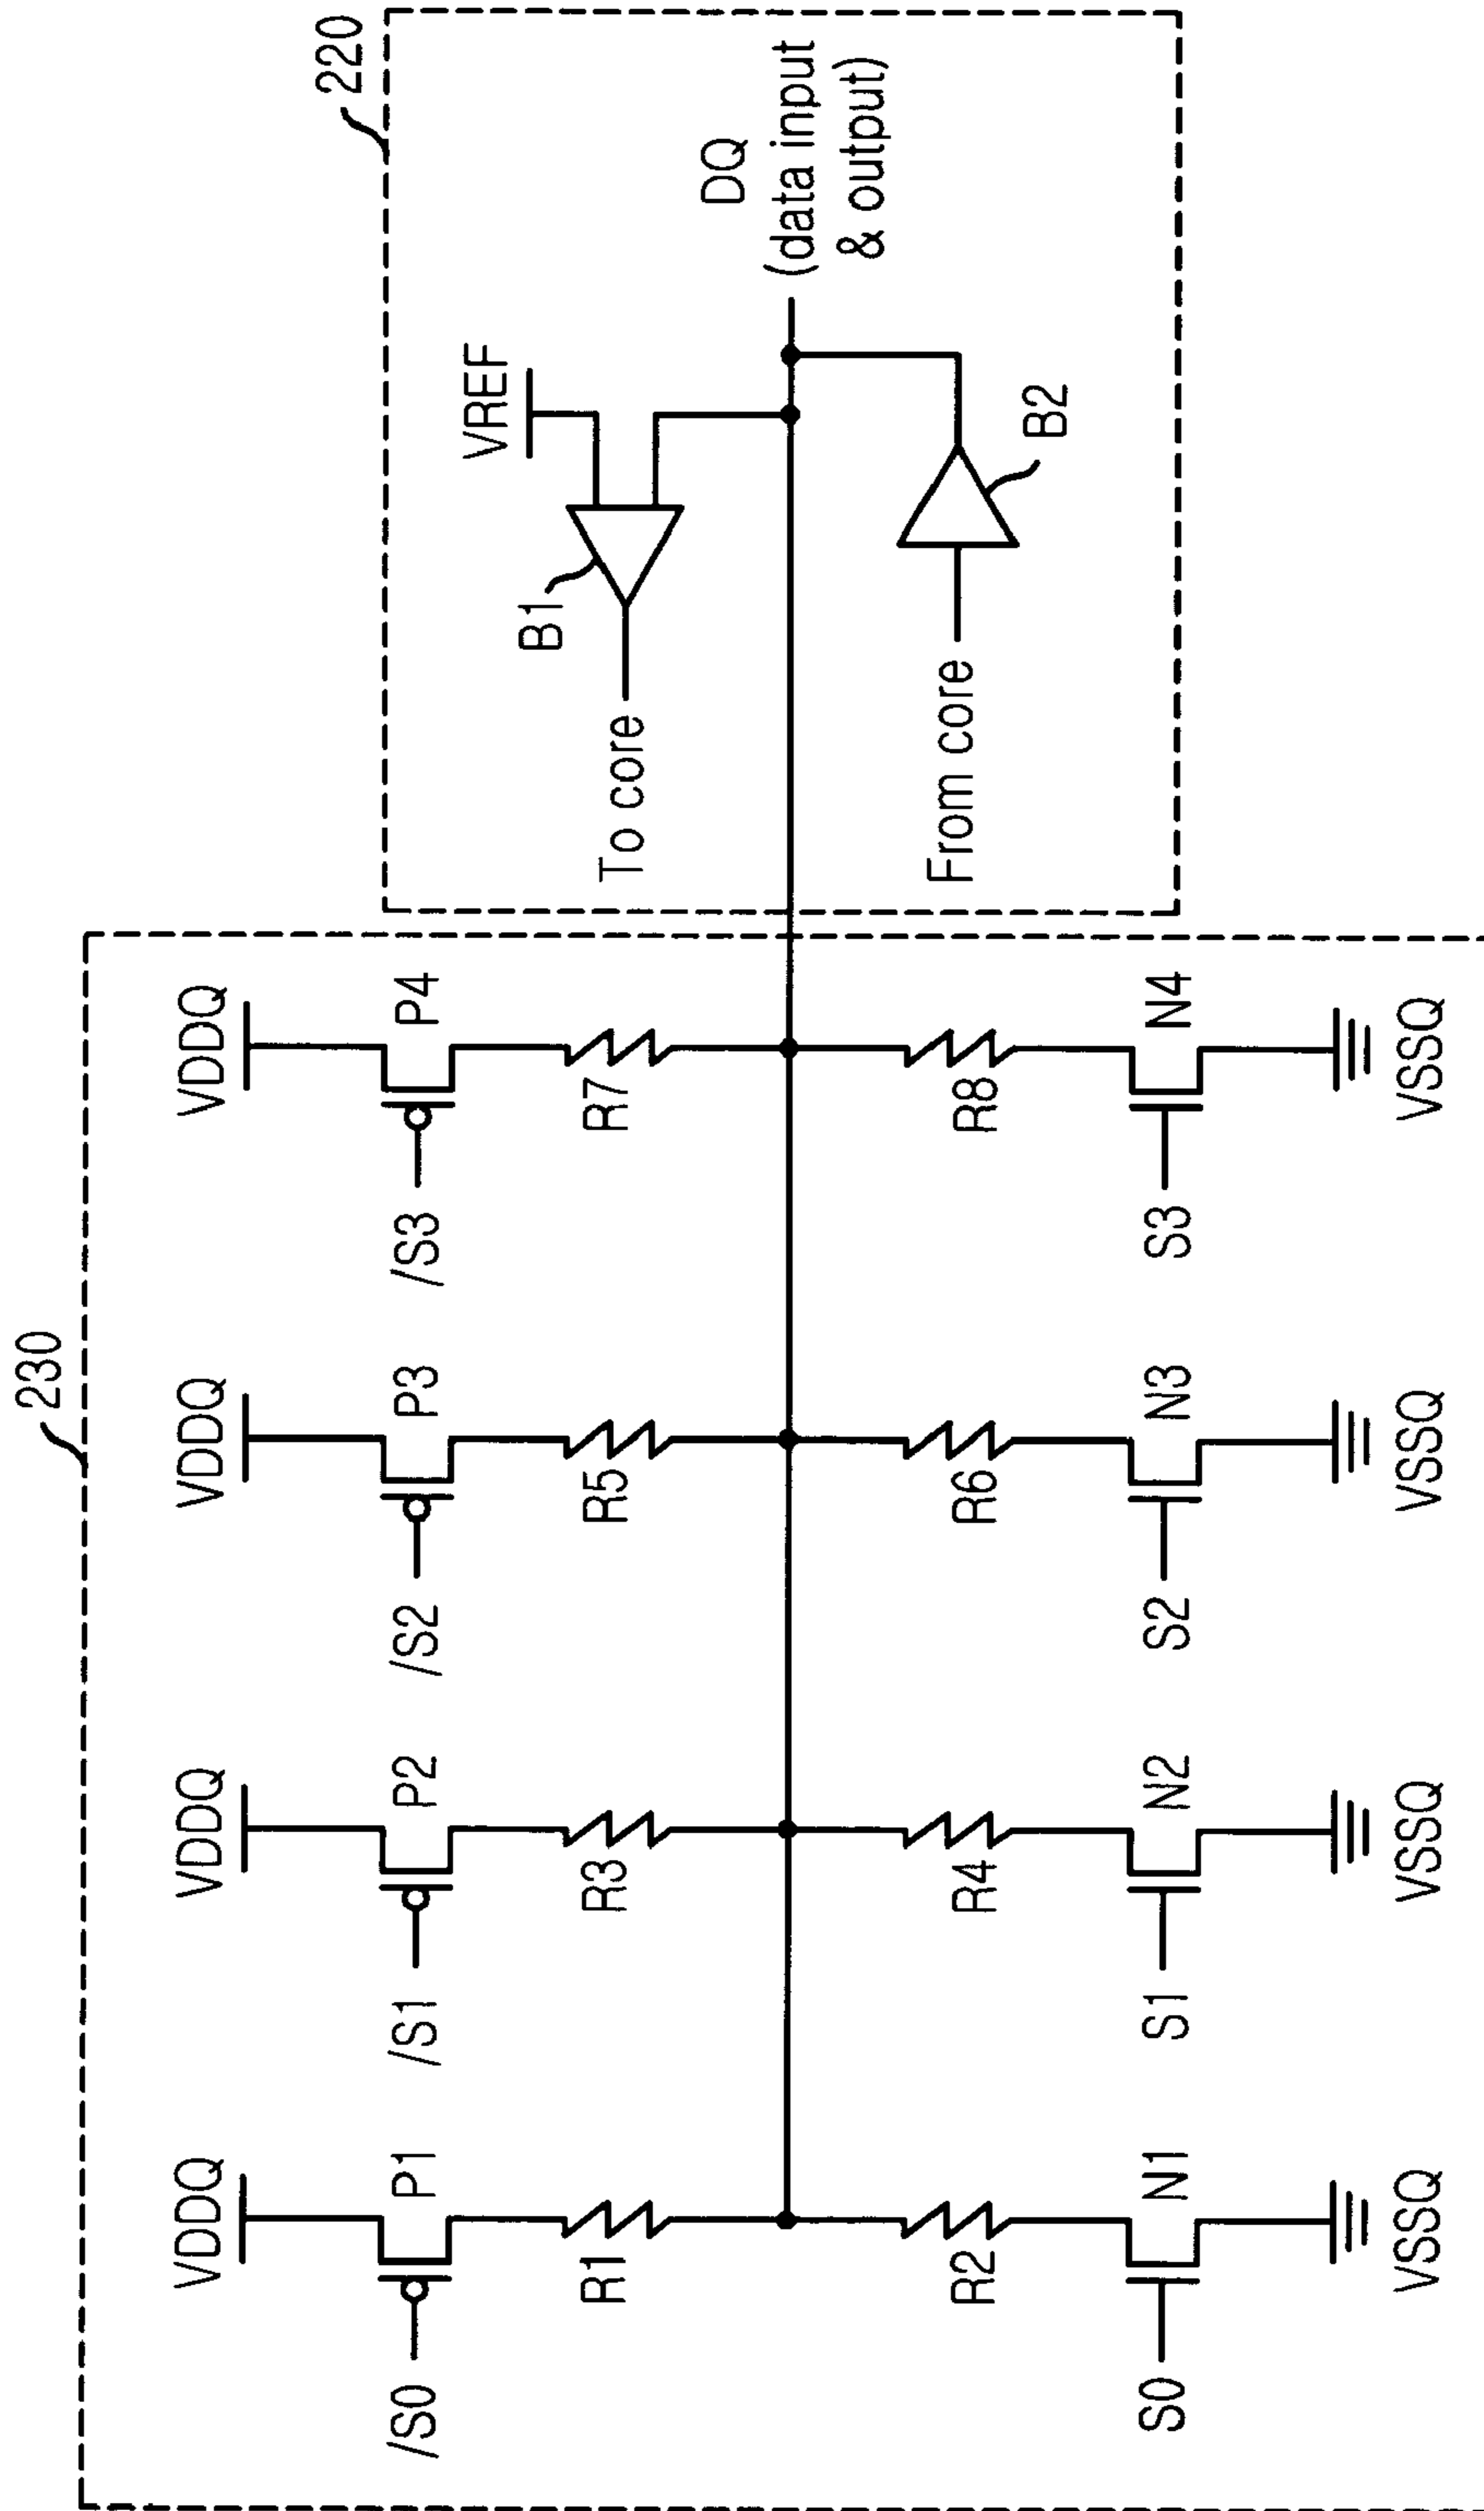 230
220
VDDQ
VDDQ
VDDQ
VDDQ
P1
P2
P3
P4
/S0
/S1
/S2
/S3
R1
R3
R5
R7
R2
R4
R6
R8
N1
N2
N3
N4
S0
S1
S2
S3
VSSQ
VSSQ
VSSQ
VSSQ
VREF
B1
To core
DQ
(data input
& output)
From core
B2